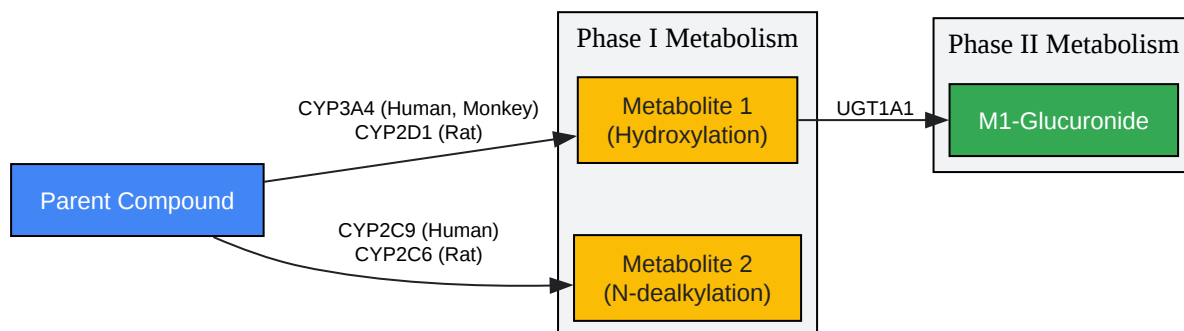 Phase I Metabolism
Phase II Metabolism
CYP3A4 (Human, Monkey)
CYP2D1 (Rat)
Metabolite 1
(Hydroxylation)
UGT1A1
M1-Glucuronide
Parent Compound
CYP2C9 (Human)
CYP2C6 (Rat)
Metabolite 2
(N-dealkylation)